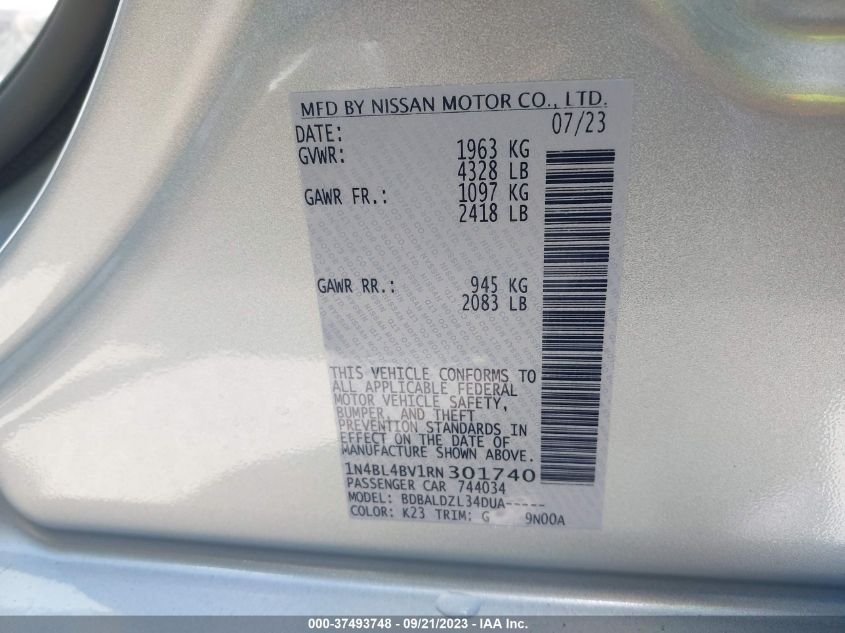 MFD BY NISSAN MOTOR CO., LTD.
DATE: 07/23
GVWR: 1963 KG
4328 LB
GAWR FR.: 1097 KG
2418 LB
GAWR RR.: 945 KG
2083 LB
THIS VEHICLE CONFORMS TO
ALL APPLICABLE FEDERAL
MOTOR VEHICLE SAFETY,
BUMPER, AND THEFT
PREVENTION STANDARDS IN
EFFECT ON THE DATE OF
MANUFACTURE SHOWN ABOVE.
1N4BL4BV1RN301740
PASSENGER CAR 744034
MODEL: BDBALDZL34DUA-----
COLOR: K23 TRIM: G 9N00A
000-37493748 - 09/21/2023 - IAA Inc.